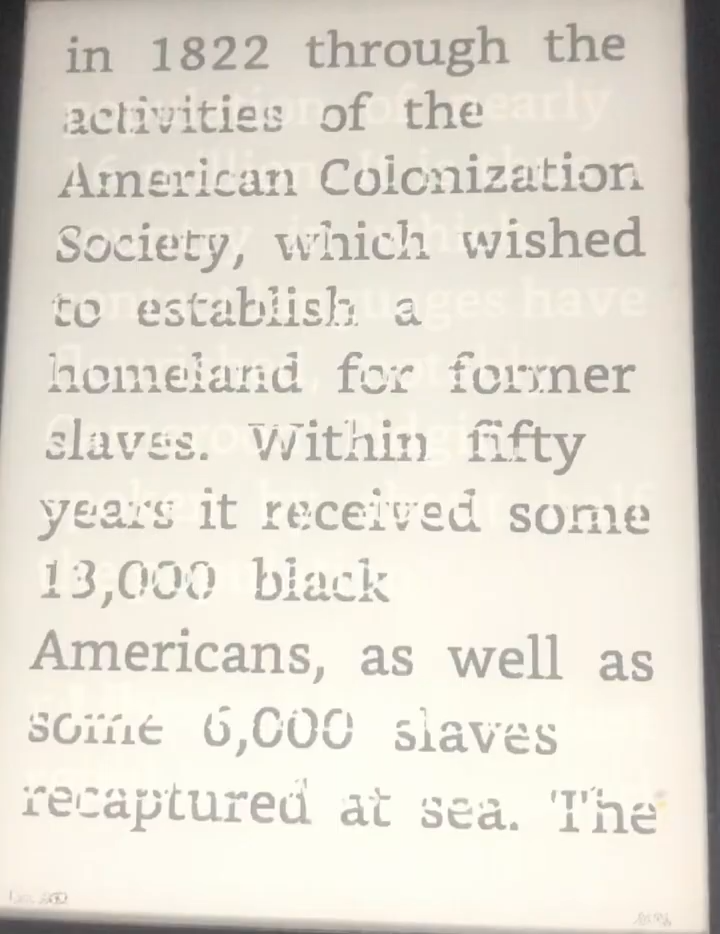 in 1822 through the
activities of the
American Colonization
Society, which wished
to establish a
homeland for former
slaves. Within fifty
years it received some
13,000 black
Americans, as well as
some 6,000 slaves
recaptured at sea. The